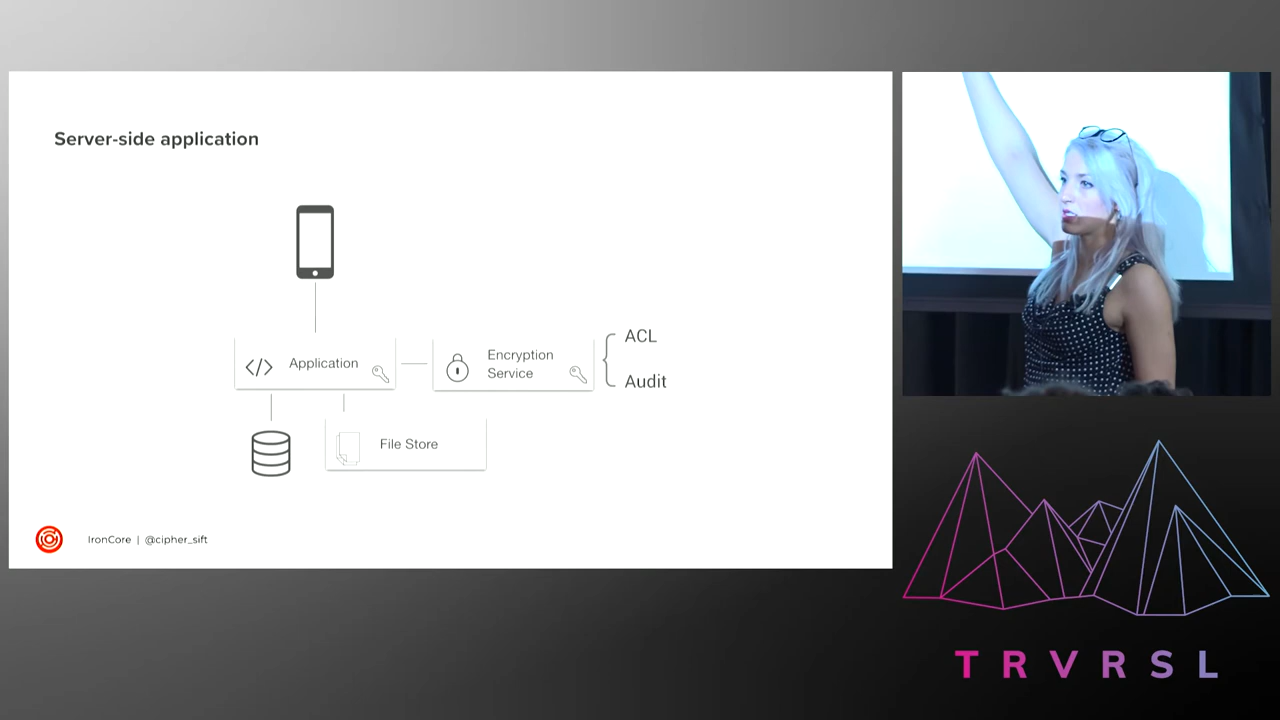 Server-side application
Application
Encryption
Service
ACL
Audit
File Store
IronCore | @cipher_sift
TRVRSL